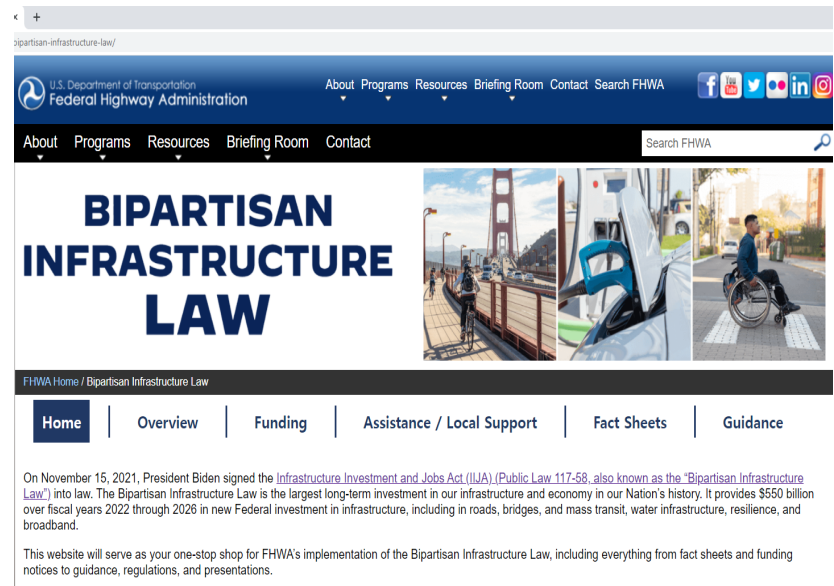 × +
bipartisan-infrastructure-law/
U.S. Department of Transportation
Federal Highway Administration
About Programs Resources Briefing Room Contact Search FHWA
About Programs Resources Briefing Room Contact
Search FHWA
BIPARTISAN
INFRASTRUCTURE
LAW
FHWA Home / Bipartisan Infrastructure Law
Home Overview Funding Assistance / Local Support Fact Sheets Guidance
On November 15, 2021, President Biden signed the Infrastructure Investment and Jobs Act (IIJA) (Public Law 117-58, also known as the “Bipartisan Infrastructure
Law”) into law. The Bipartisan Infrastructure Law is the largest long-term investment in our infrastructure and economy in our Nation’s history. It provides $550 billion
over fiscal years 2022 through 2026 in new Federal investment in infrastructure, including in roads, bridges, and mass transit, water infrastructure, resilience, and
broadband.
This website will serve as your one-stop shop for FHWA’s implementation of the Bipartisan Infrastructure Law, including everything from fact sheets and funding
notices to guidance, regulations, and presentations.